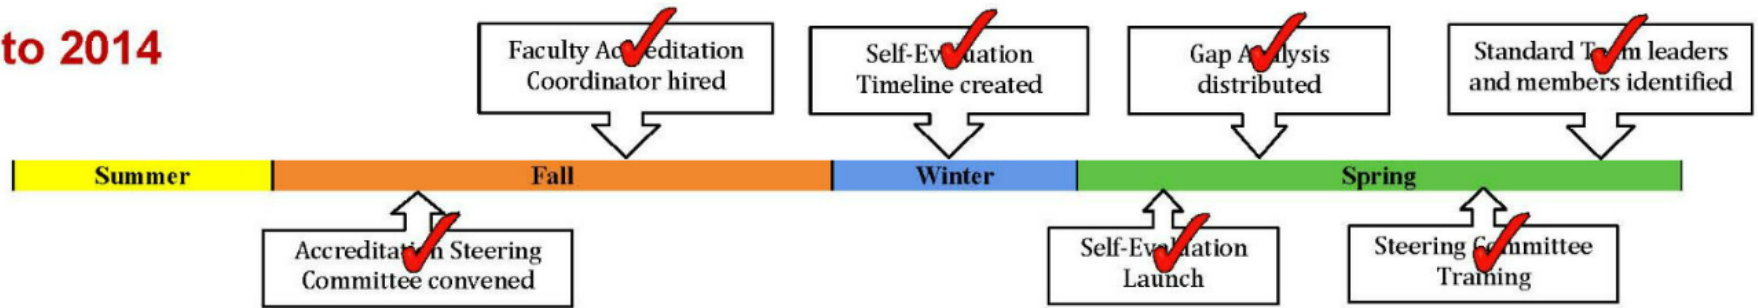 to 2014
Faculty Accreditation
Coordinator hired
Self-Evaluation
Timeline created
Gap Analysis
distributed
Standard Team leaders
and members identified
Summer
Fall
Winter
Spring
Accreditation Steering
Committee convened
Self-Evaluation
Launch
Steering Committee
Training